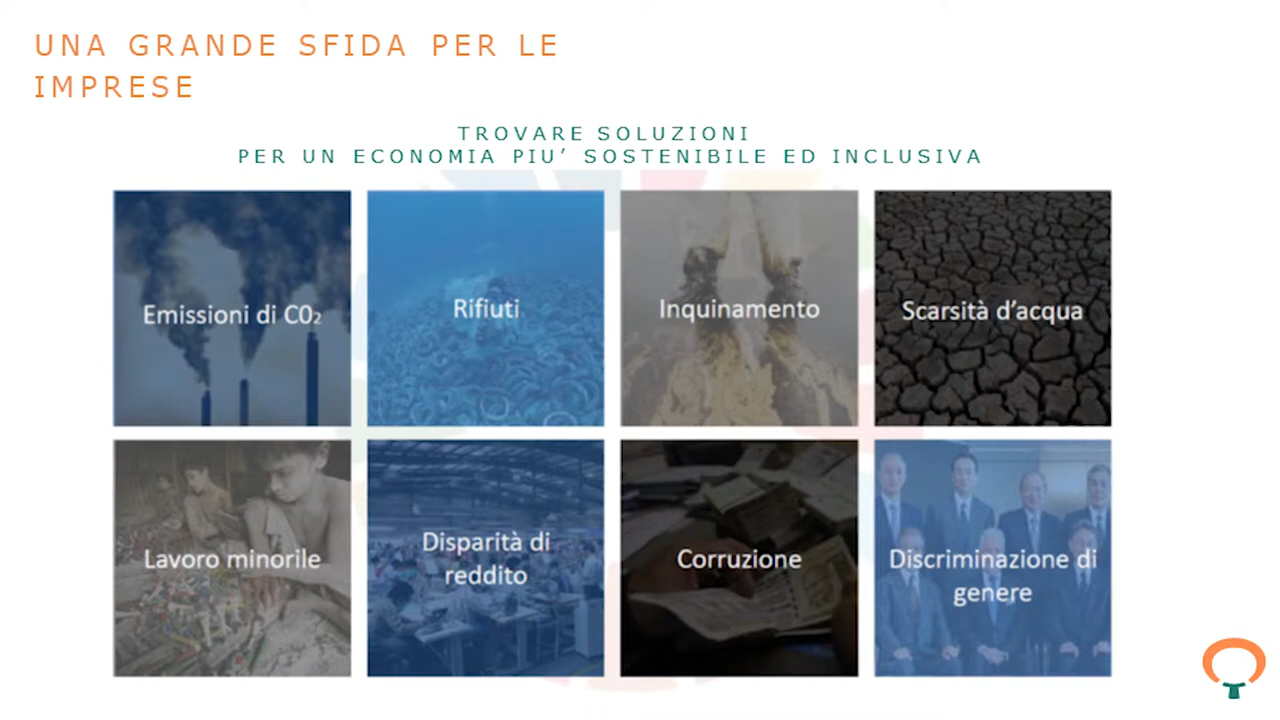 UNA GRANDE SFIDA PER LE
IMPRESE
TROVARE SOLUZIONI
PER UN ECONOMIA PIU’ SOSTENIBILE ED INCLUSIVA
Emissioni di C0₂
Rifiuti
Inquinamento
Scarsità d’acqua
Lavoro minorile
Disparità di
reddito
Corruzione
Discriminazione di
genere